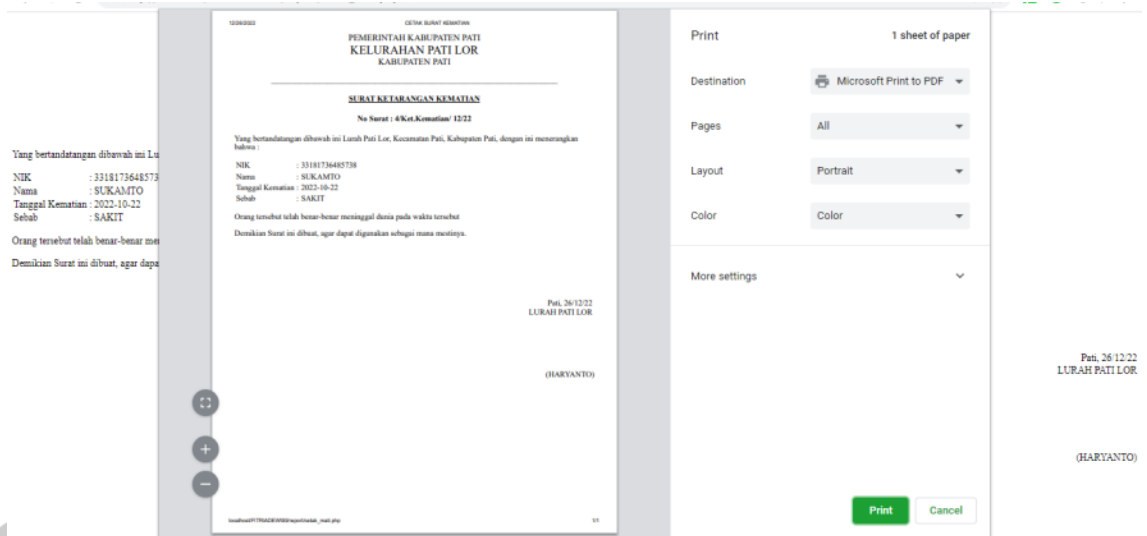 Yang bertandatangan dibawah ini Lu
NIK : 3318173648573
Nama : SUKAMTO
Tanggal Kematian : 2022-10-22
Sebab : SAKIT
Orang tersebut telah benar-benar me
Demikian Surat ini dibuat, agar dapa
CETAK SURAT KEMATIAN
PEMERINTAH KABUPATEN PATI
KELURAHAN PATI LOR
KABUPATEN PATI
SURAT KETARANGAN KEMATIAN
No Surat : 4/Ket.Kematian/ 12/22
Yang bertandatangan dibawah ini Lurah Pati Lor, Kecamatan Pati, Kabupaten Pati, dengan ini menerangkan
bahwa :
NIK : 33181736485738
Nama : SUKAMTO
Tanggal Kematian : 2022-10-22
Sebab : SAKIT
Orang tersebut telah benar-benar meninggal dunia pada waktu tersebut
Demikian Surat ini dibuat, agar dapat digunakan sebagai mana mestinya.
Pati, 26/12/22
LURAH PATI LOR
(HARYANTO)
1/1
Print 1 sheet of paper
Destination Microsoft Print to PDF
Pages All
Layout Portrait
Color Color
More settings
Print Cancel
Pati, 26/12/22
LURAH PATI LOR
(HARYANTO)